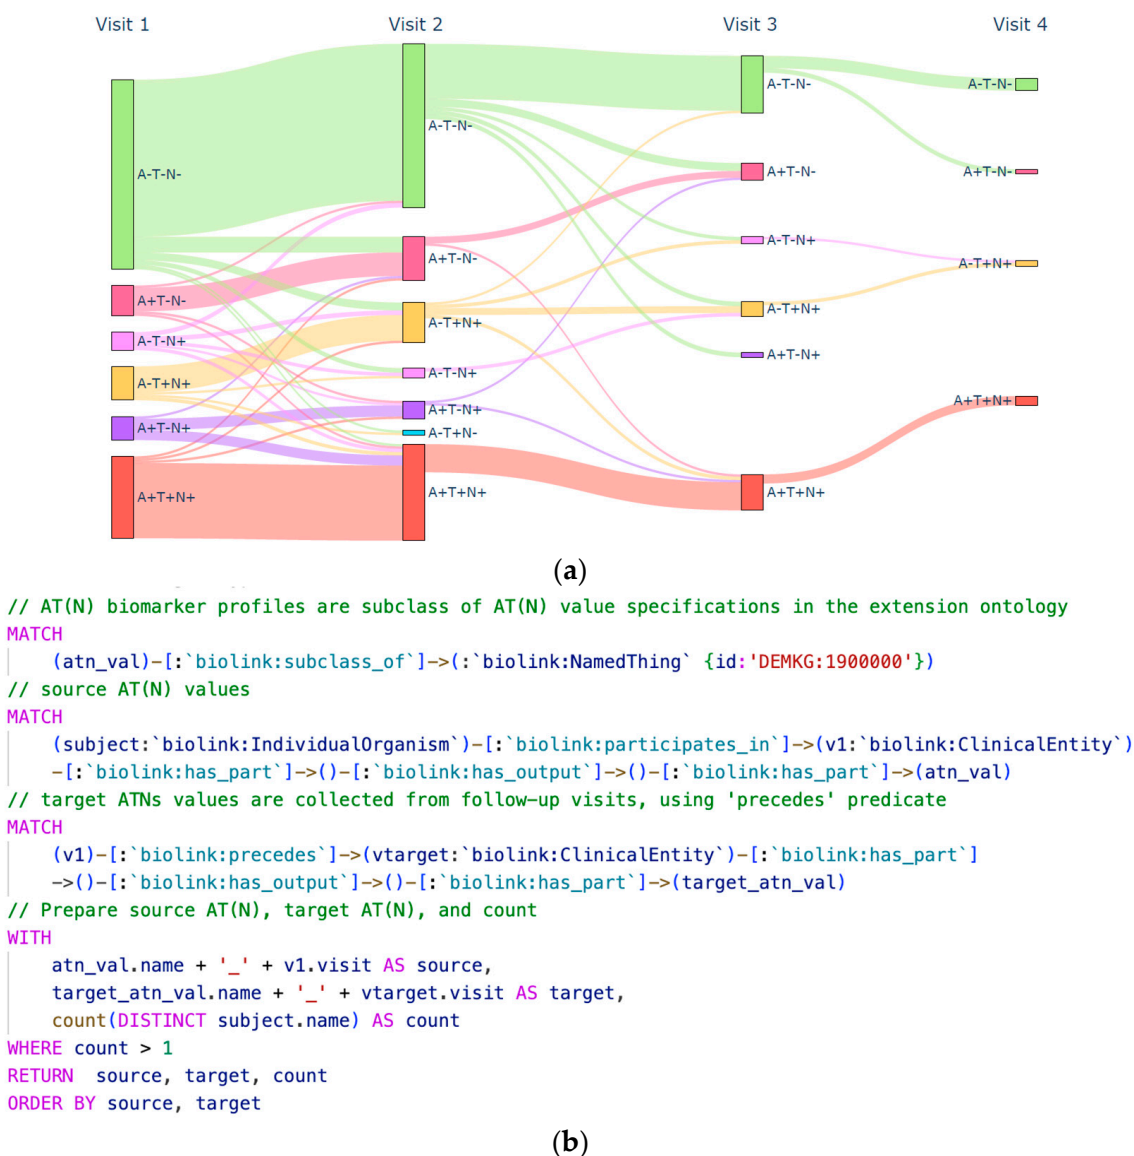 Visit 1 Visit 2 Visit 3 Visit 4
A-T-N-
A+T-N-
A-T-N+
A-T+N+
A+T-N+
A+T+N+
A-T-N-
A+T-N-
A-T+N+
A-T-N+
A+T-N+
A-T+N-
A+T+N+
A-T-N-
A+T-N-
A-T-N+
A-T+N+
A+T-N+
A+T+N+
A-T-N-
A+T-N-
A-T+N+
A+T+N+
(a)
// AT(N) biomarker profiles are subclass of AT(N) value specifications in the extension ontology
MATCH
(atn_val)-[:`biolink:subclass_of`]->(:`biolink:NamedThing` {id:'DEMKG:1900000'})
// source AT(N) values
MATCH
(subject:`biolink:IndividualOrganism`)-[:`biolink:participates_in`]->(v1:`biolink:ClinicalEntity`)
-[:`biolink:has_part`]->()-[:`biolink:has_output`]->()-[:`biolink:has_part`]->(atn_val)
// target ATNs values are collected from follow-up visits, using 'precedes' predicate
MATCH
(v1)-[:`biolink:precedes`]->(vtarget:`biolink:ClinicalEntity`)-[:`biolink:has_part`]
->()-[:`biolink:has_output`]->()-[:`biolink:has_part`]->(target_atn_val)
// Prepare source AT(N), target AT(N), and count
WITH
atn_val.name + '_' + v1.visit AS source,
target_atn_val.name + '_' + vtarget.visit AS target,
count(DISTINCT subject.name) AS count
WHERE count > 1
RETURN source, target, count
ORDER BY source, target
(b)